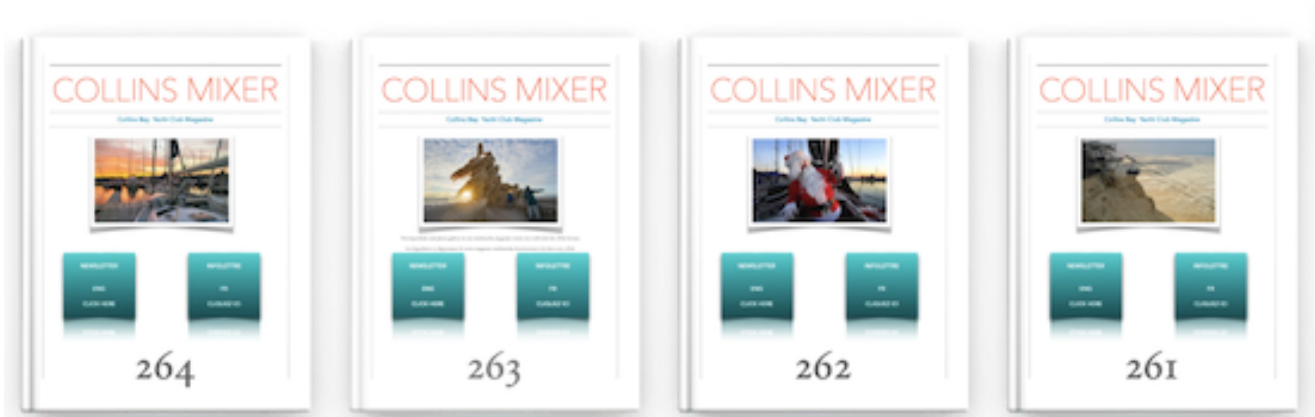 COLLINS MIXER
Collins Bay Yacht Club Magazine
NEWSLETTER
ENG
CLICK HERE
INFOLETTRE
FR
CLIQUEZ ICI
264
COLLINS MIXER
Collins Bay Yacht Club Magazine
NEWSLETTER
ENG
CLICK HERE
INFOLETTRE
FR
CLIQUEZ ICI
263
COLLINS MIXER
Collins Bay Yacht Club Magazine
NEWSLETTER
ENG
CLICK HERE
INFOLETTRE
FR
CLIQUEZ ICI
262
COLLINS MIXER
Collins Bay Yacht Club Magazine
NEWSLETTER
ENG
CLICK HERE
INFOLETTRE
FR
CLIQUEZ ICI
261